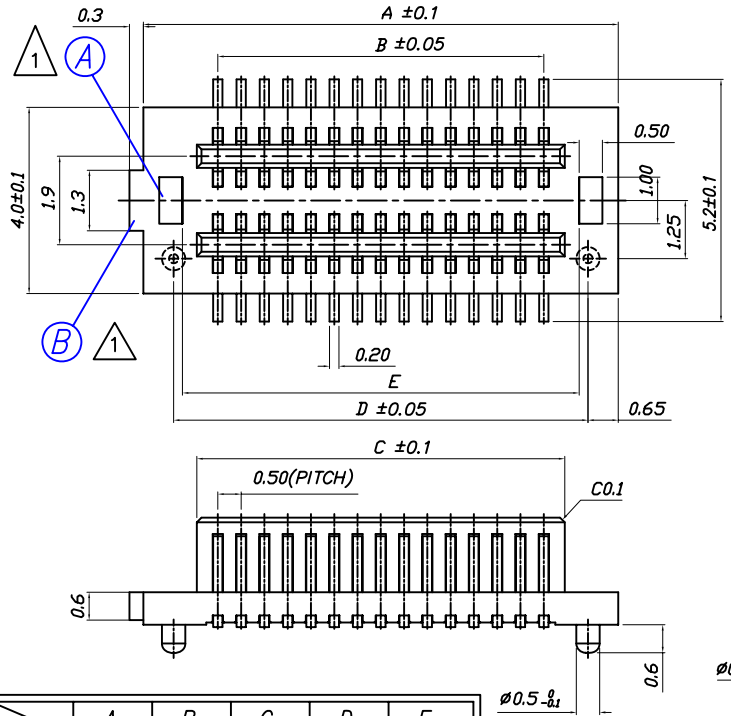 0.3
A ±0.1
1
A
B ±0.05
0.50
4.0±0.1
1.9
1.3
1.00
1.25
5.2±0.1
B
1
0.20
E
D ±0.05
0.65
C ±0.1
0.50(PITCH)
C0.1
0.6
0.6
ø0.5 0 -0.1
A B C D E